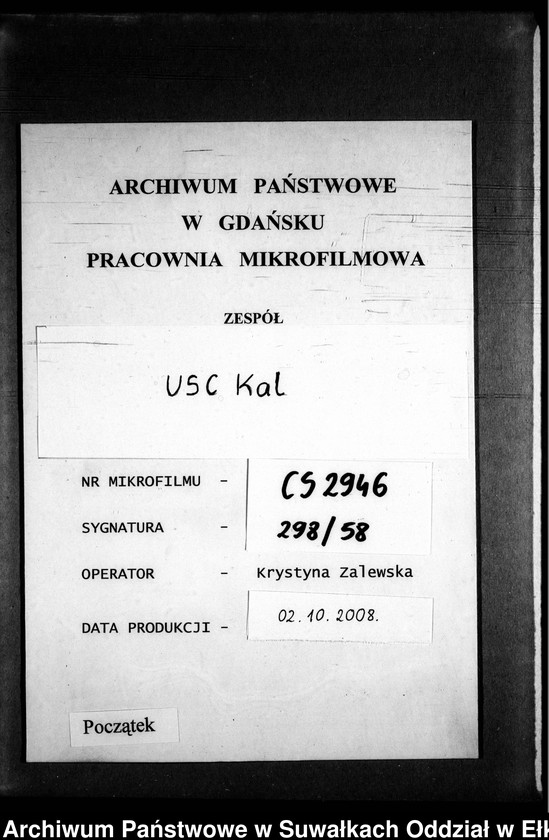 ARCHIWUM PAŃSTWOWE
W GDAŃSKU
PRACOWNIA MIKROFILMOWA
ZESPÓŁ
USC Kal
NR MIKROFILMU - CS 2946
SYGNATURA - 298/58
OPERATOR - Krystyna Zalewska
DATA PRODUKCJI - 02.10.2008.
Początek
Archiwum Państwowe w Suwałkach Oddział w Eł